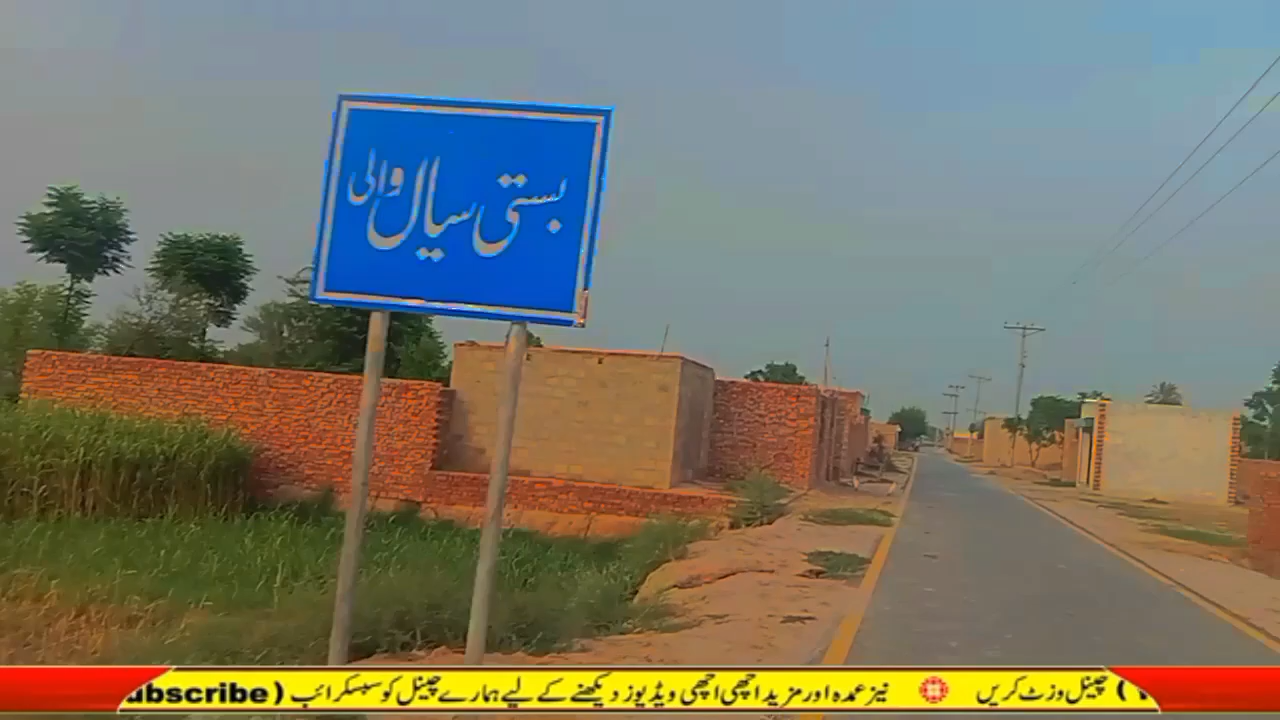 بستی سیال والی
چینل وزٹ کریں نیز عمدہ اور مزید اچھی اچھی ویڈیوز دیکھنے کے لیے ہمارے چینل کو سبسکرائب (ubscribe